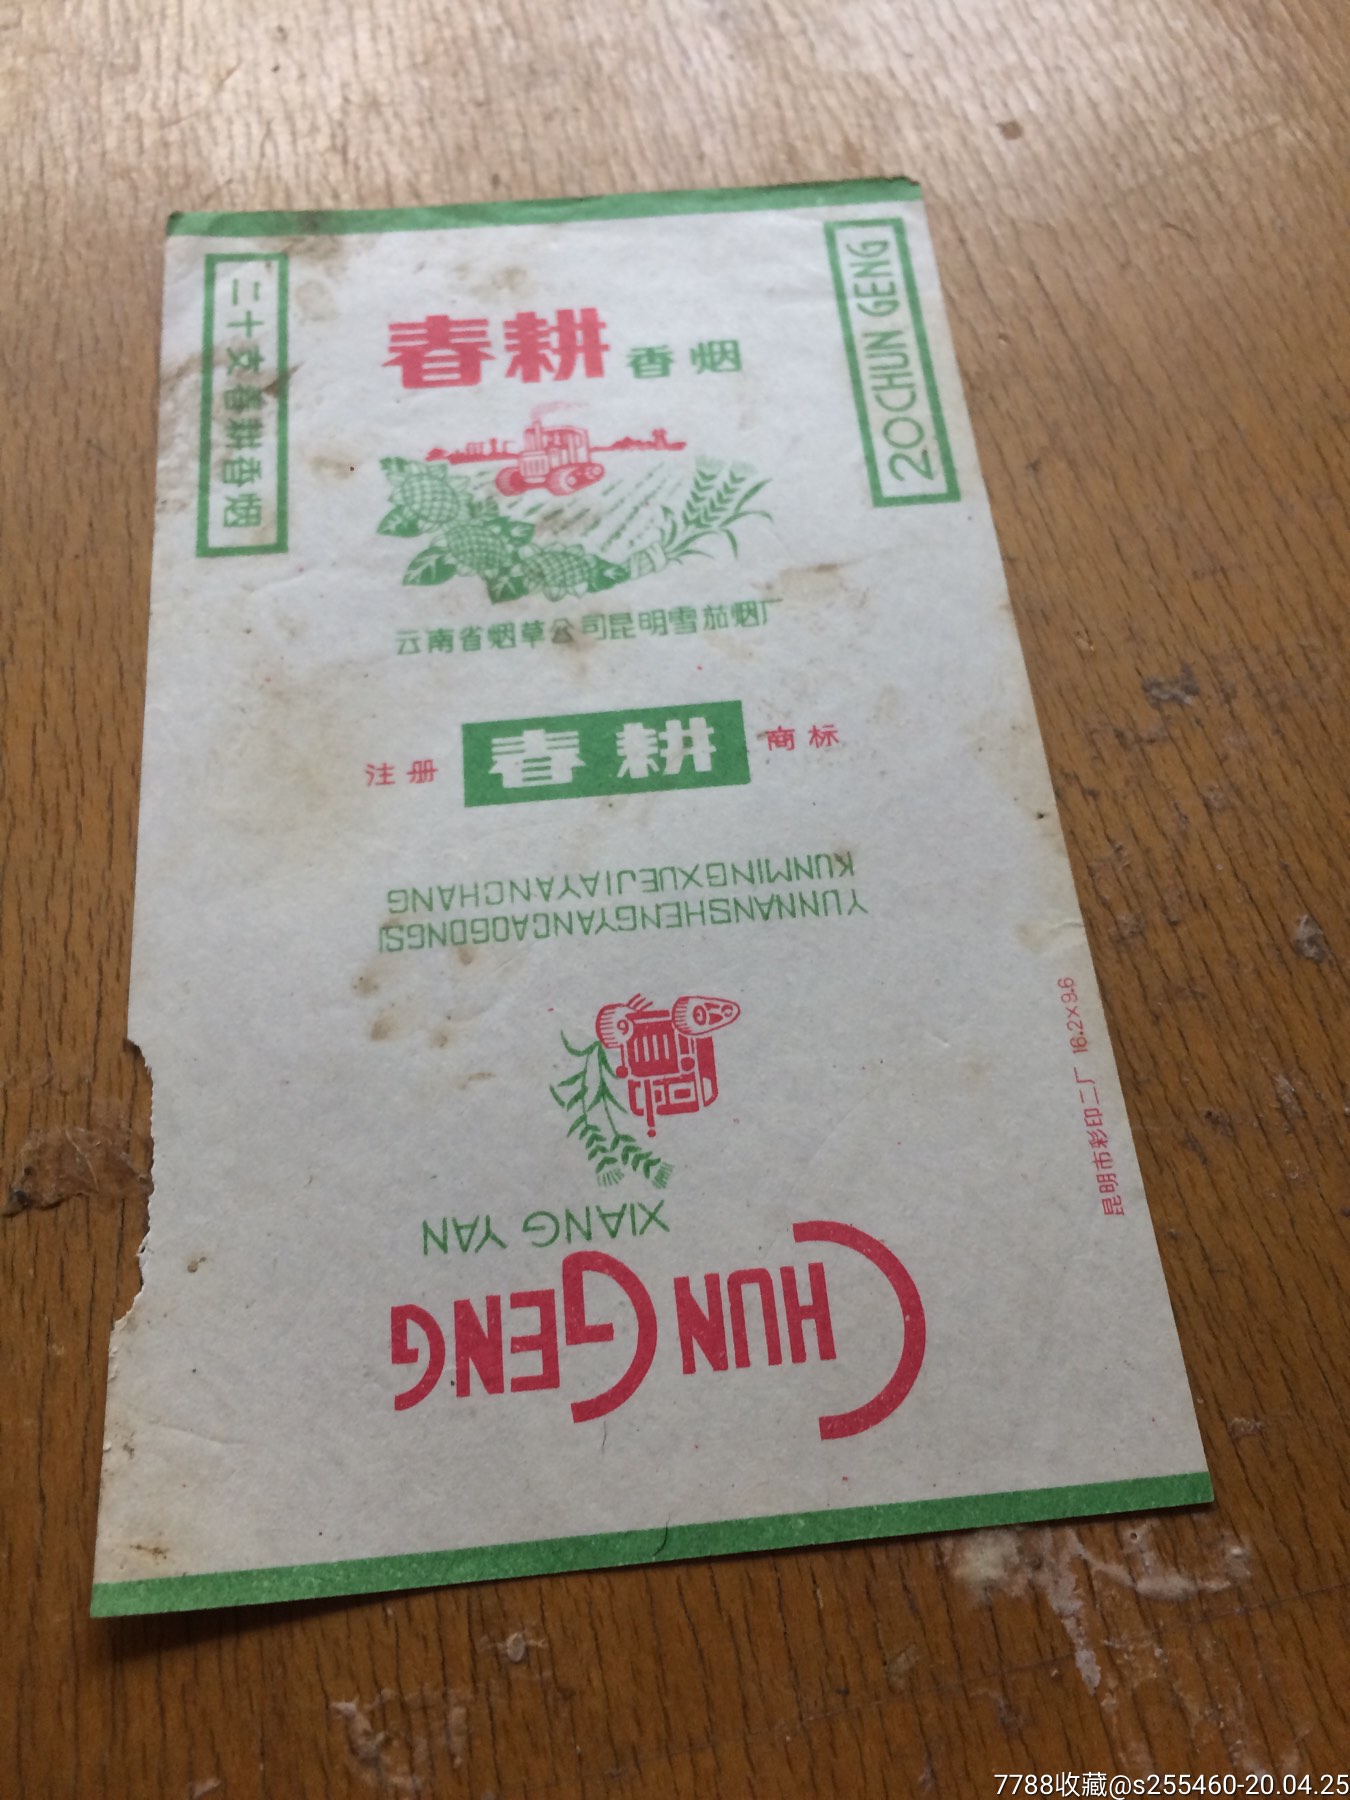 春耕 香烟
二十支春耕香烟
20 CHUN GENG
云南省烟草公司昆明雪茄烟厂
注册 春耕 商标
YUNNANSHENGYANCAOGONGSI
KUNMINGXUEJIAYANCHANG
CHUN GENG
XIANG YAN
昆明市彩印二厂 16.2×9.6
7788收藏@s255460-20.04.25